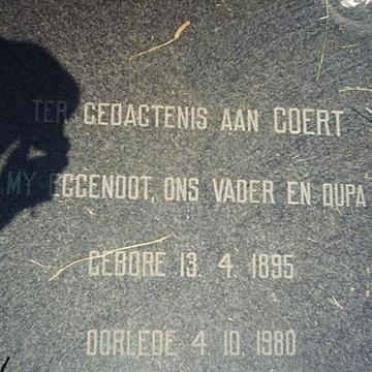 TER GEDAGTENIS AAN COERT
MY EGGENOOT, ONS VADER EN OUPA
GEBORE 13. 4. 1895
OORLEDE 4. 10. 1980